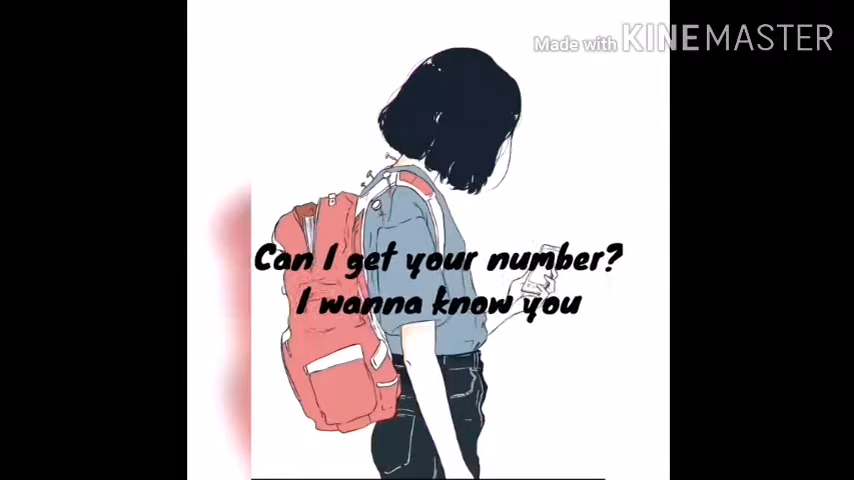 Made with KINEMASTER
Can I get your number?
I wanna know you